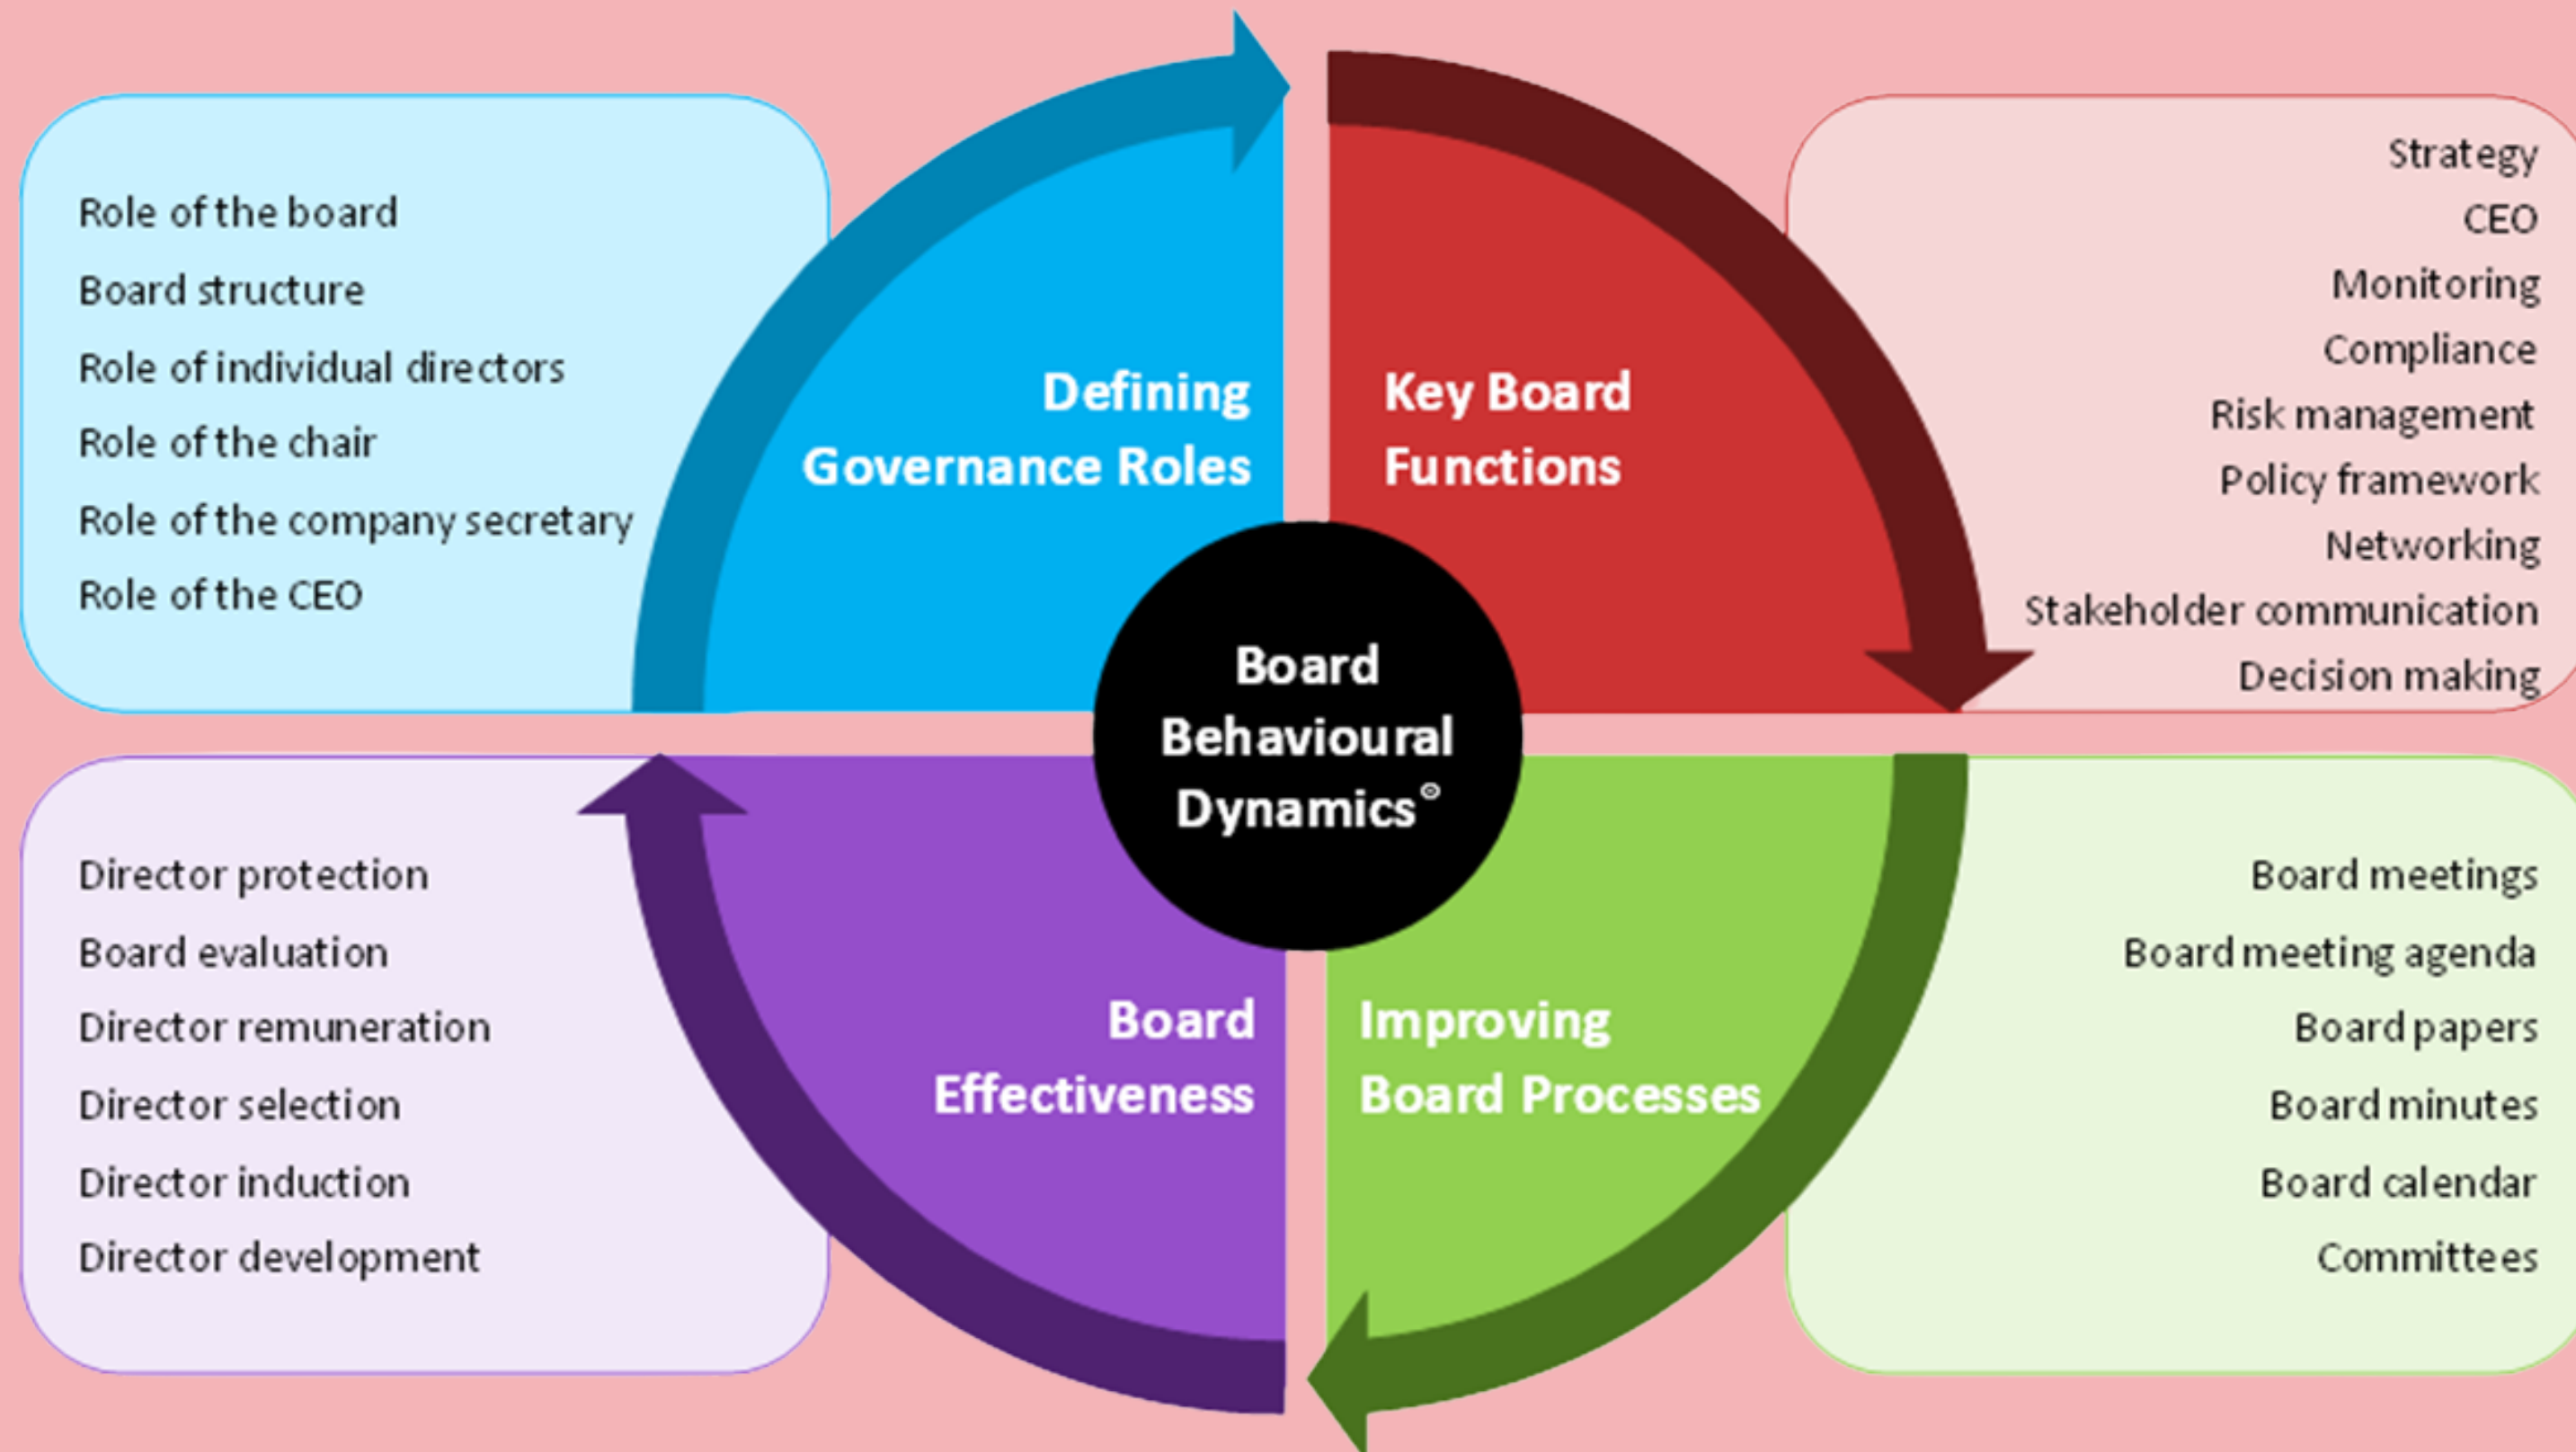 Role of the board
Board structure
Role of individual directors
Role of the chair
Role of the company secretary
Role of the CEO
Defining
Governance Roles
Key Board
Functions
Strategy
CEO
Monitoring
Compliance
Risk management
Policy framework
Networking
Stakeholder communication
Decision making
Board
Behavioural
Dynamics©
Director protection
Board evaluation
Director remuneration
Director selection
Director induction
Director development
Board
Effectiveness
Improving
Board Processes
Board meetings
Board meeting agenda
Board papers
Board minutes
Board calendar
Committees